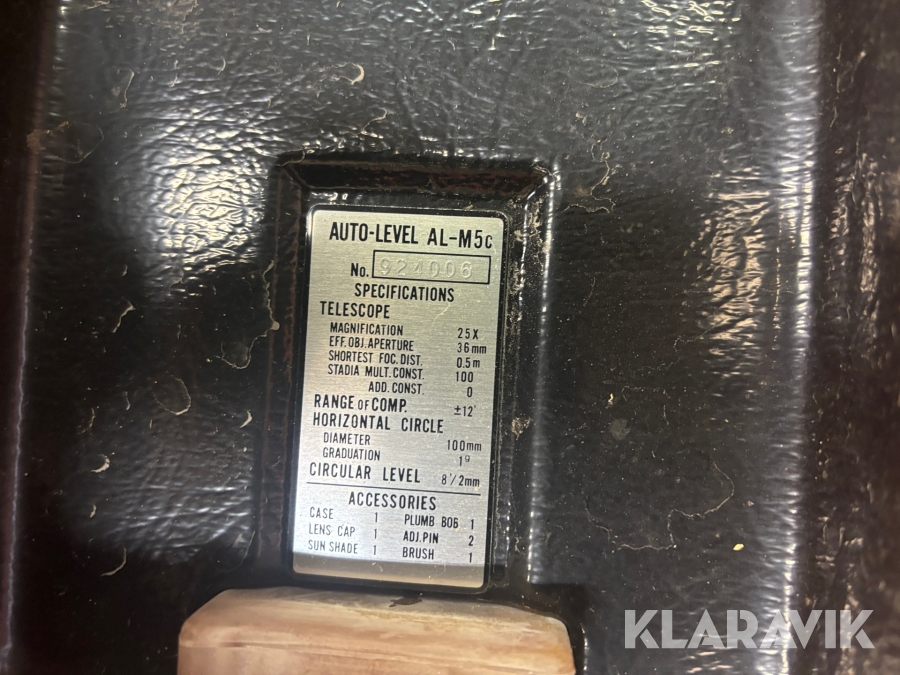 AUTO-LEVEL AL-M5c
No. 924006
SPECIFICATIONS
TELESCOPE
MAGNIFICATION 25X
EFF.OBJ.APERTURE 36mm
SHORTEST FOC.DIST. 0.5m
STADIA MULT.CONST. 100
ADD.CONST. 0
RANGE OF COMP. ±12'
HORIZONTAL CIRCLE
DIAMETER 100mm
GRADUATION 1g
CIRCULAR LEVEL 8'/2mm
ACCESSORIES
CASE 1 PLUMB BOB 1
LENS CAP 1 ADJ.PIN 2
SUN SHADE 1 BRUSH 1
KLARAVIK